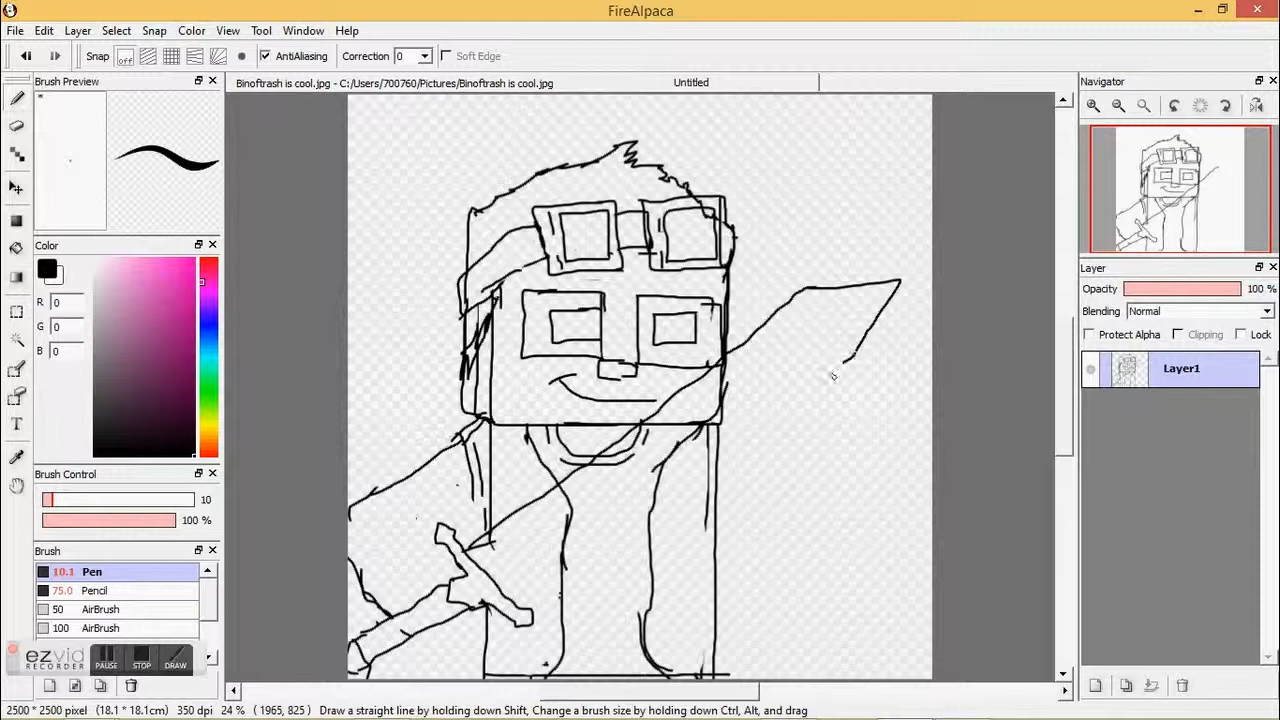 FireAlpaca
File Edit Layer Select Snap Color View Tool Window Help
Snap off AntiAliasing Correction 0 Soft Edge
Brush Preview
Binoftrash is cool.jpg - C:/Users/700760/Pictures/Binoftrash is cool.jpg
Untitled
Navigator
Color
R 0
G 0
B 0
Layer
Opacity 100 %
Blending Normal
Protect Alpha Clipping Lock
Layer1
Brush Control
10
100 %
Brush
10.1 Pen
75.0 Pencil
50 AirBrush
100 AirBrush
ezvid
RECORDER
PAUSE STOP DRAW
2500 * 2500 pixel (18.1 * 18.1cm) 350 dpi 24 % ( 1965, 825 ) Draw a straight line by holding down Shift, Change a brush size by holding down Ctrl, Alt, and drag